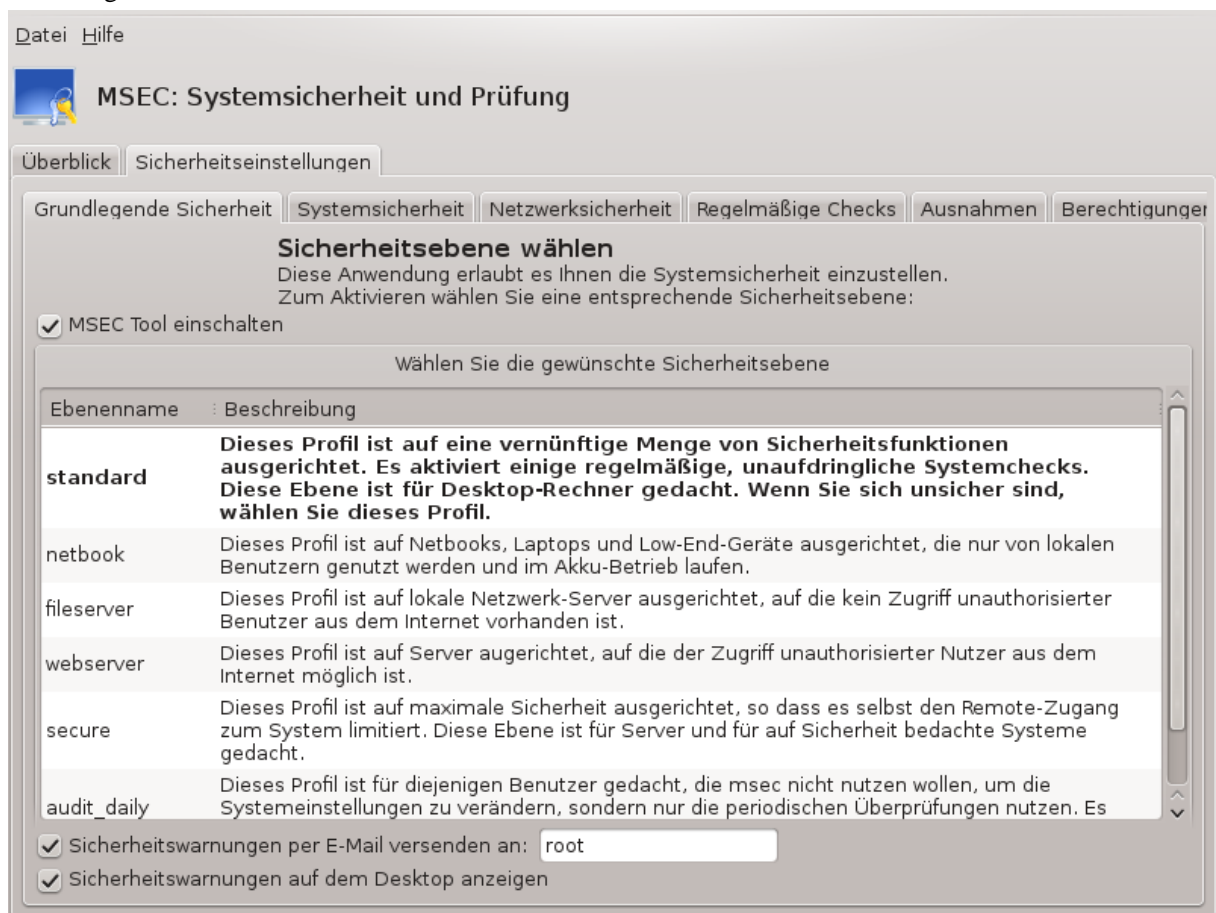 Datei Hilfe
MSEC: Systemsicherheit und Prüfung
Überblick Sicherheitseinstellungen
Grundlegende Sicherheit Systemsicherheit Netzwerksicherheit Regelmäßige Checks Ausnahmen Berechtigungen
Sicherheitsebene wählen
Diese Anwendung erlaubt es Ihnen die Systemsicherheit einzustellen.
Zum Aktivieren wählen Sie eine entsprechende Sicherheitsebene:
MSEC Tool einschalten
Wählen Sie die gewünschte Sicherheitsebene
Ebenenname Beschreibung
standard
Dieses Profil ist auf eine vernünftige Menge von Sicherheitsfunktionen
ausgerichtet. Es aktiviert einige regelmäßige, unaufdringliche Systemchecks.
Diese Ebene ist für Desktop-Rechner gedacht. Wenn Sie sich unsicher sind,
wählen Sie dieses Profil.
netbook
Dieses Profil ist auf Netbooks, Laptops und Low-End-Geräte ausgerichtet, die nur von lokalen
Benutzern genutzt werden und im Akku-Betrieb laufen.
fileserver
Dieses Profil ist auf lokale Netzwerk-Server ausgerichtet, auf die kein Zugriff unauthorisierter
Benutzer aus dem Internet vorhanden ist.
webserver
Dieses Profil ist auf Server augerichtet, auf die der Zugriff unauthorisierter Nutzer aus dem
Internet möglich ist.
secure
Dieses Profil ist auf maximale Sicherheit ausgerichtet, so dass es selbst den Remote-Zugang
zum System limitiert. Diese Ebene ist für Server und für auf Sicherheit bedachte Systeme
gedacht.
audit_daily
Dieses Profil ist für diejenigen Benutzer gedacht, die msec nicht nutzen wollen, um die
Systemeinstellungen zu verändern, sondern nur die periodischen Überprüfungen nutzen. Es
Sicherheitswarnungen per E-Mail versenden an: root
Sicherheitswarnungen auf dem Desktop anzeigen